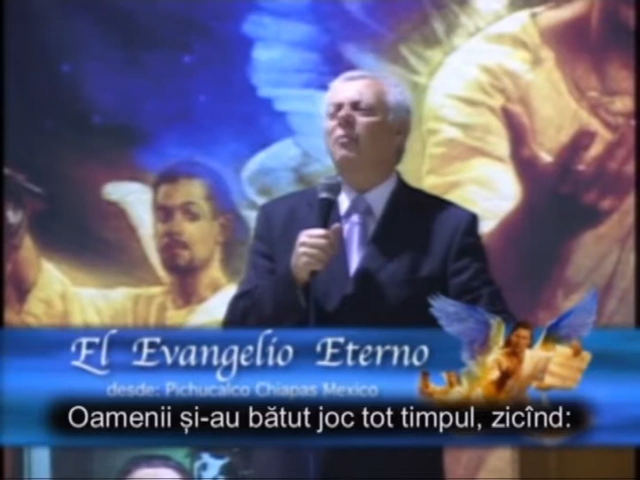 El Evangelio Eterno
desde: Pichucalco Chiapas Mexico
Oamenii și-au bătut joc tot timpul, zicînd: